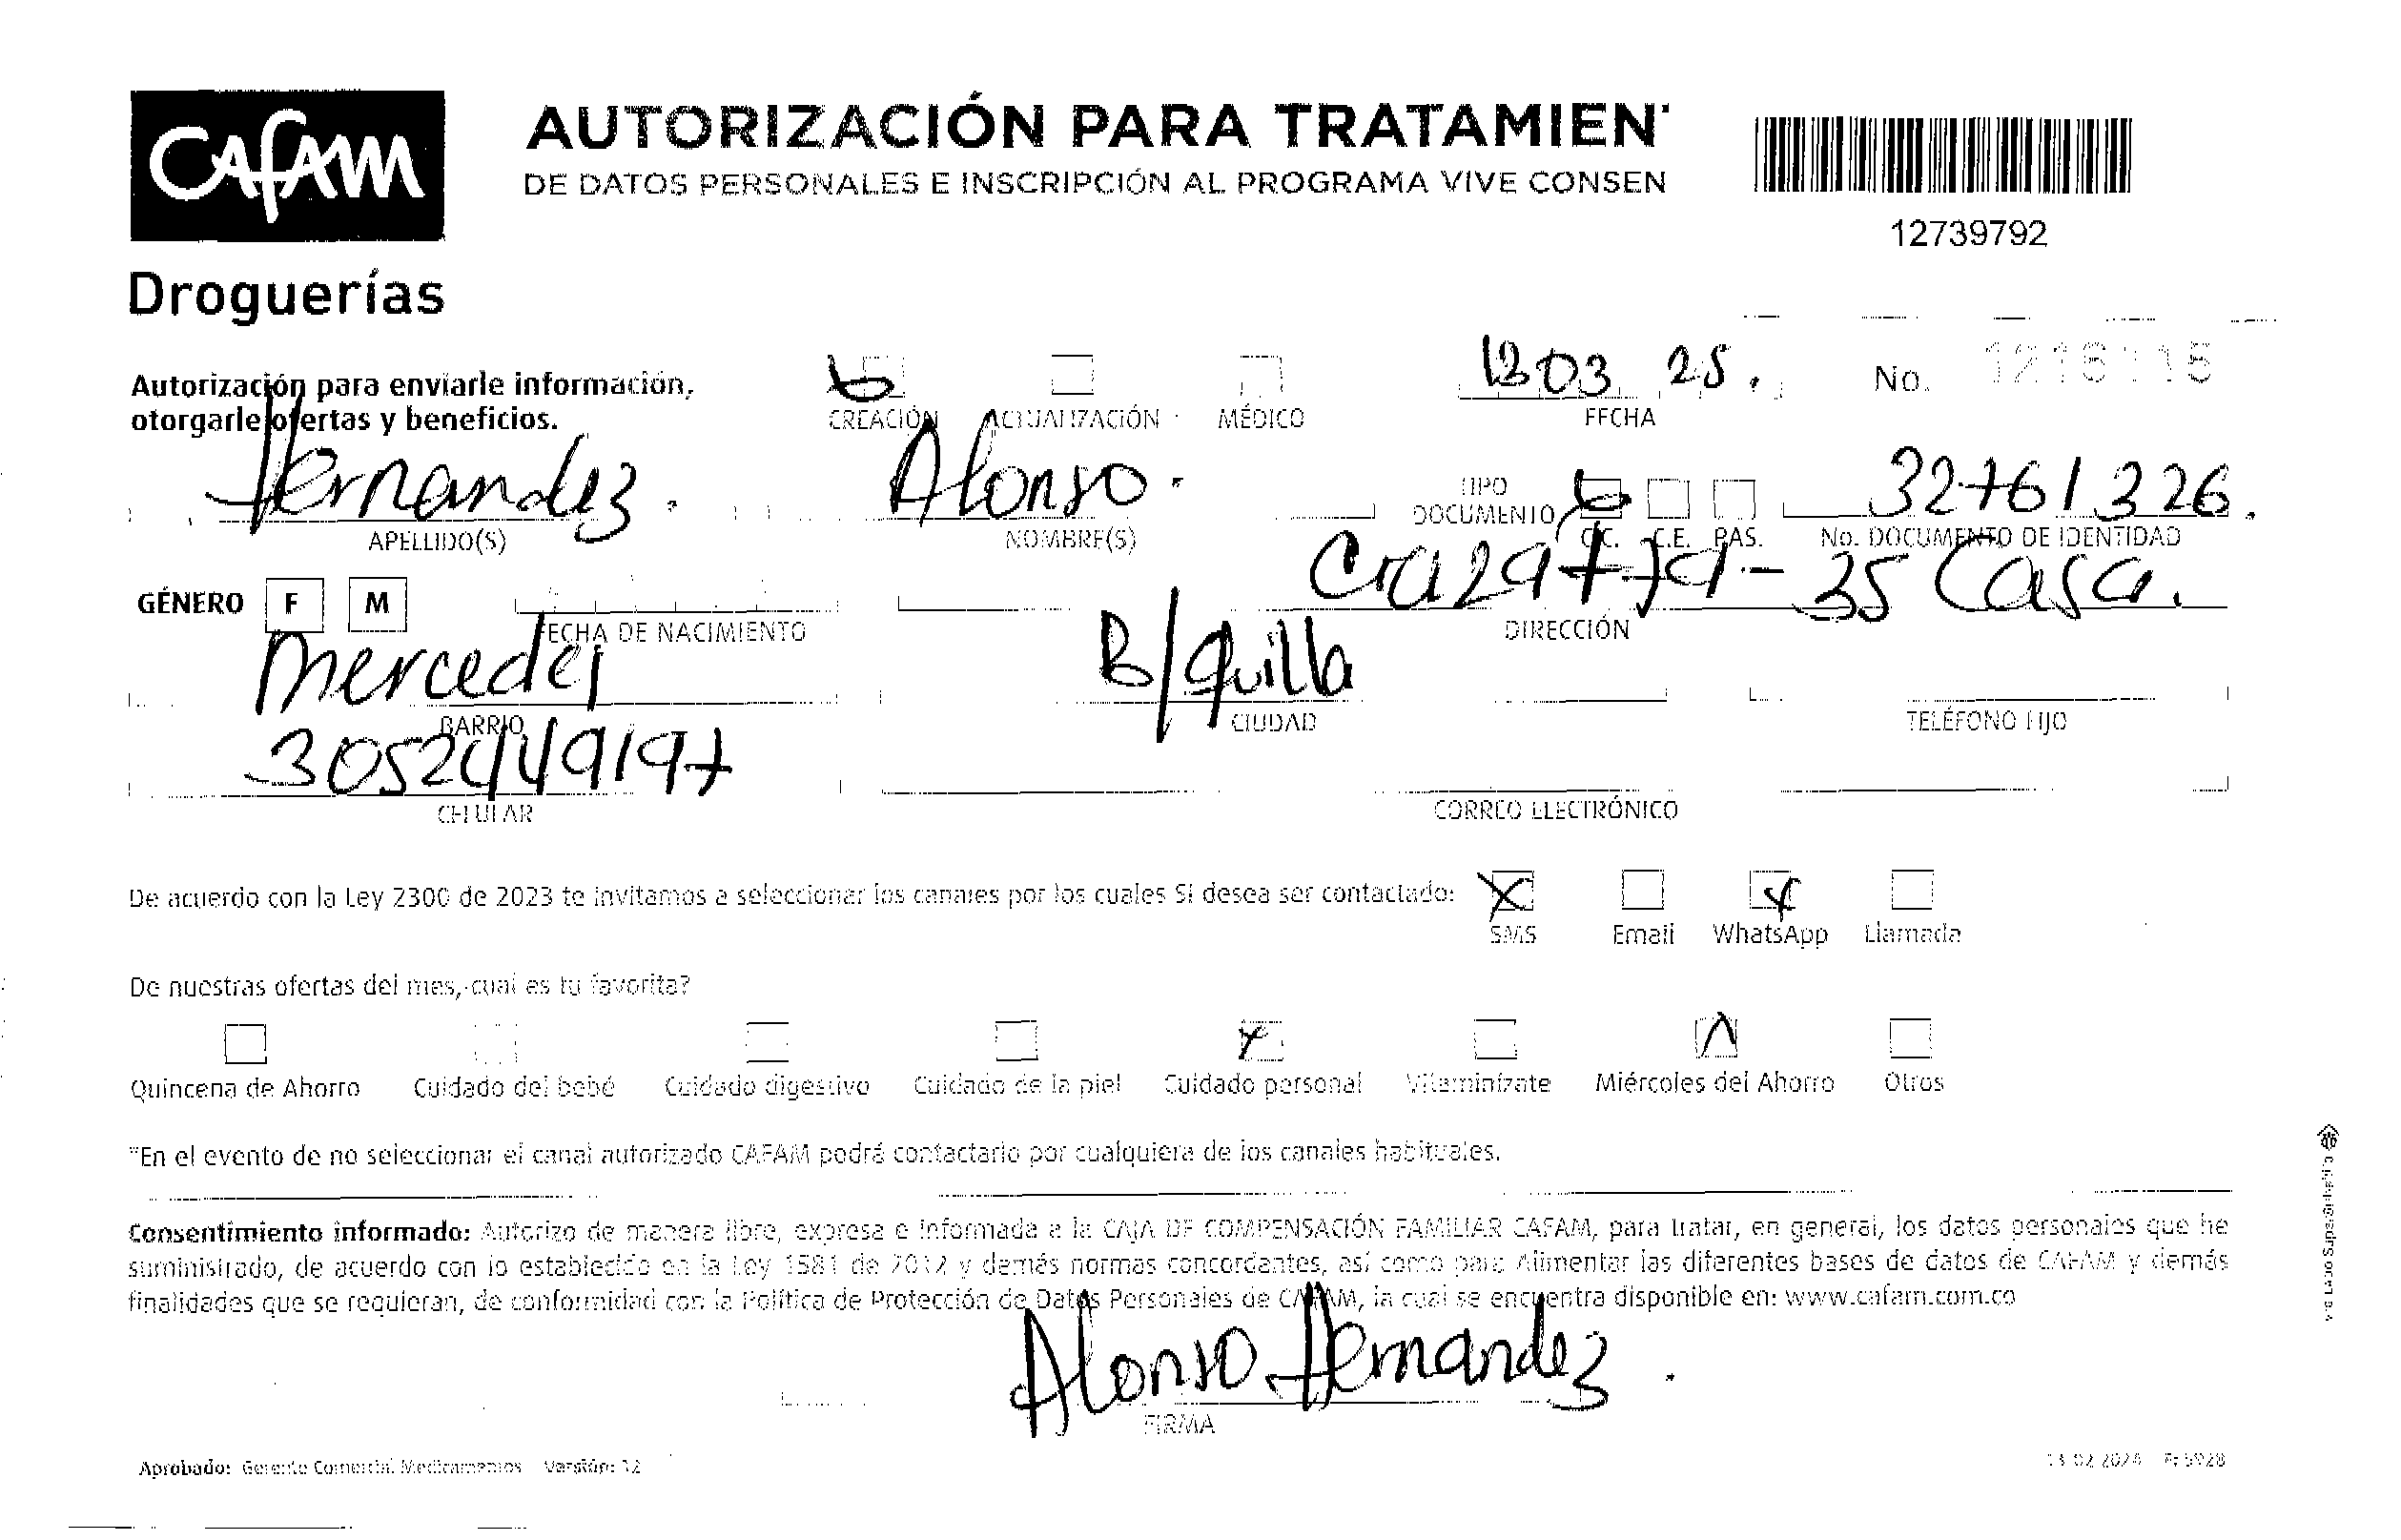 CAFAM
Droguerías
AUTORIZACIÓN PARA TRATAMIEN
DE DATOS PERSONALES E INSCRIPCIÓN AL PROGRAMA VIVE CONSEN
12739792
Autorización para enviarle información,
otorgarle ofertas y beneficios.
CREACIÓN ACTUALIZACIÓN MÉDICO
03 25.
FECHA
No.
Hernandez. Alonso.
APELLIDO(S) NOMBRE(S)
TIPO
DOCUMENTO
C.C. C.E. PAS.
32761326.
No. DOCUMENTO DE IDENTIDAD
GÉNERO F M
FECHA DE NACIMIENTO
Cra 29 - 35 Casa.
DIRECCIÓN
Mercedes B/quilla
BARRIO CIUDAD TELÉFONO FIJO
3052449197
CELULAR CORREO ELECTRÓNICO
De acuerdo con la Ley 2300 de 2023 te invitamos a seleccionar los canales por los cuales SI desea ser contactado:
SMS Email WhatsApp Llamada
De nuestras ofertas del mes, cual es tu favorita?
Quincena de Ahorro Cuidado del bebé Cuidado digestivo Cuidado de la piel Cuidado personal Vitaminízate Miércoles del Ahorro Otros
*En el evento de no seleccionar el canal autorizado CAFAM podrá contactarlo por cualquiera de los canales habituales.
Consentimiento informado: Autorizo de manera libre, expresa e informada a la CAJA DE COMPENSACIÓN FAMILIAR CAFAM, para tratar, en general, los datos personales que he
suministrado, de acuerdo con lo establecido en la Ley 1581 de 2012 y demás normas concordantes, así como para Alimentar las diferentes bases de datos de CAFAM y demás
finalidades que se requieran, de conformidad con la Política de Protección de Datos Personales de CAFAM, la cual se encuentra disponible en: www.cafam.com.co
Alonso Hernandez.
FIRMA
Aprobado: Gerente Comercial Medicamentos Versión: 12
13 02 2024